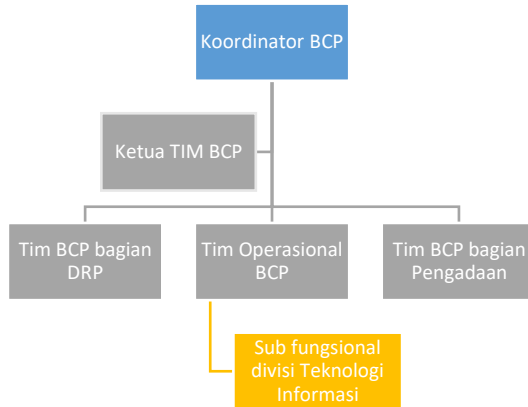 Koordinator BCP
Ketua TIM BCP
Tim BCP bagian
DRP
Tim Operasional
BCP
Tim BCP bagian
Pengadaan
Sub fungsional
divisi Teknologi
Informasi